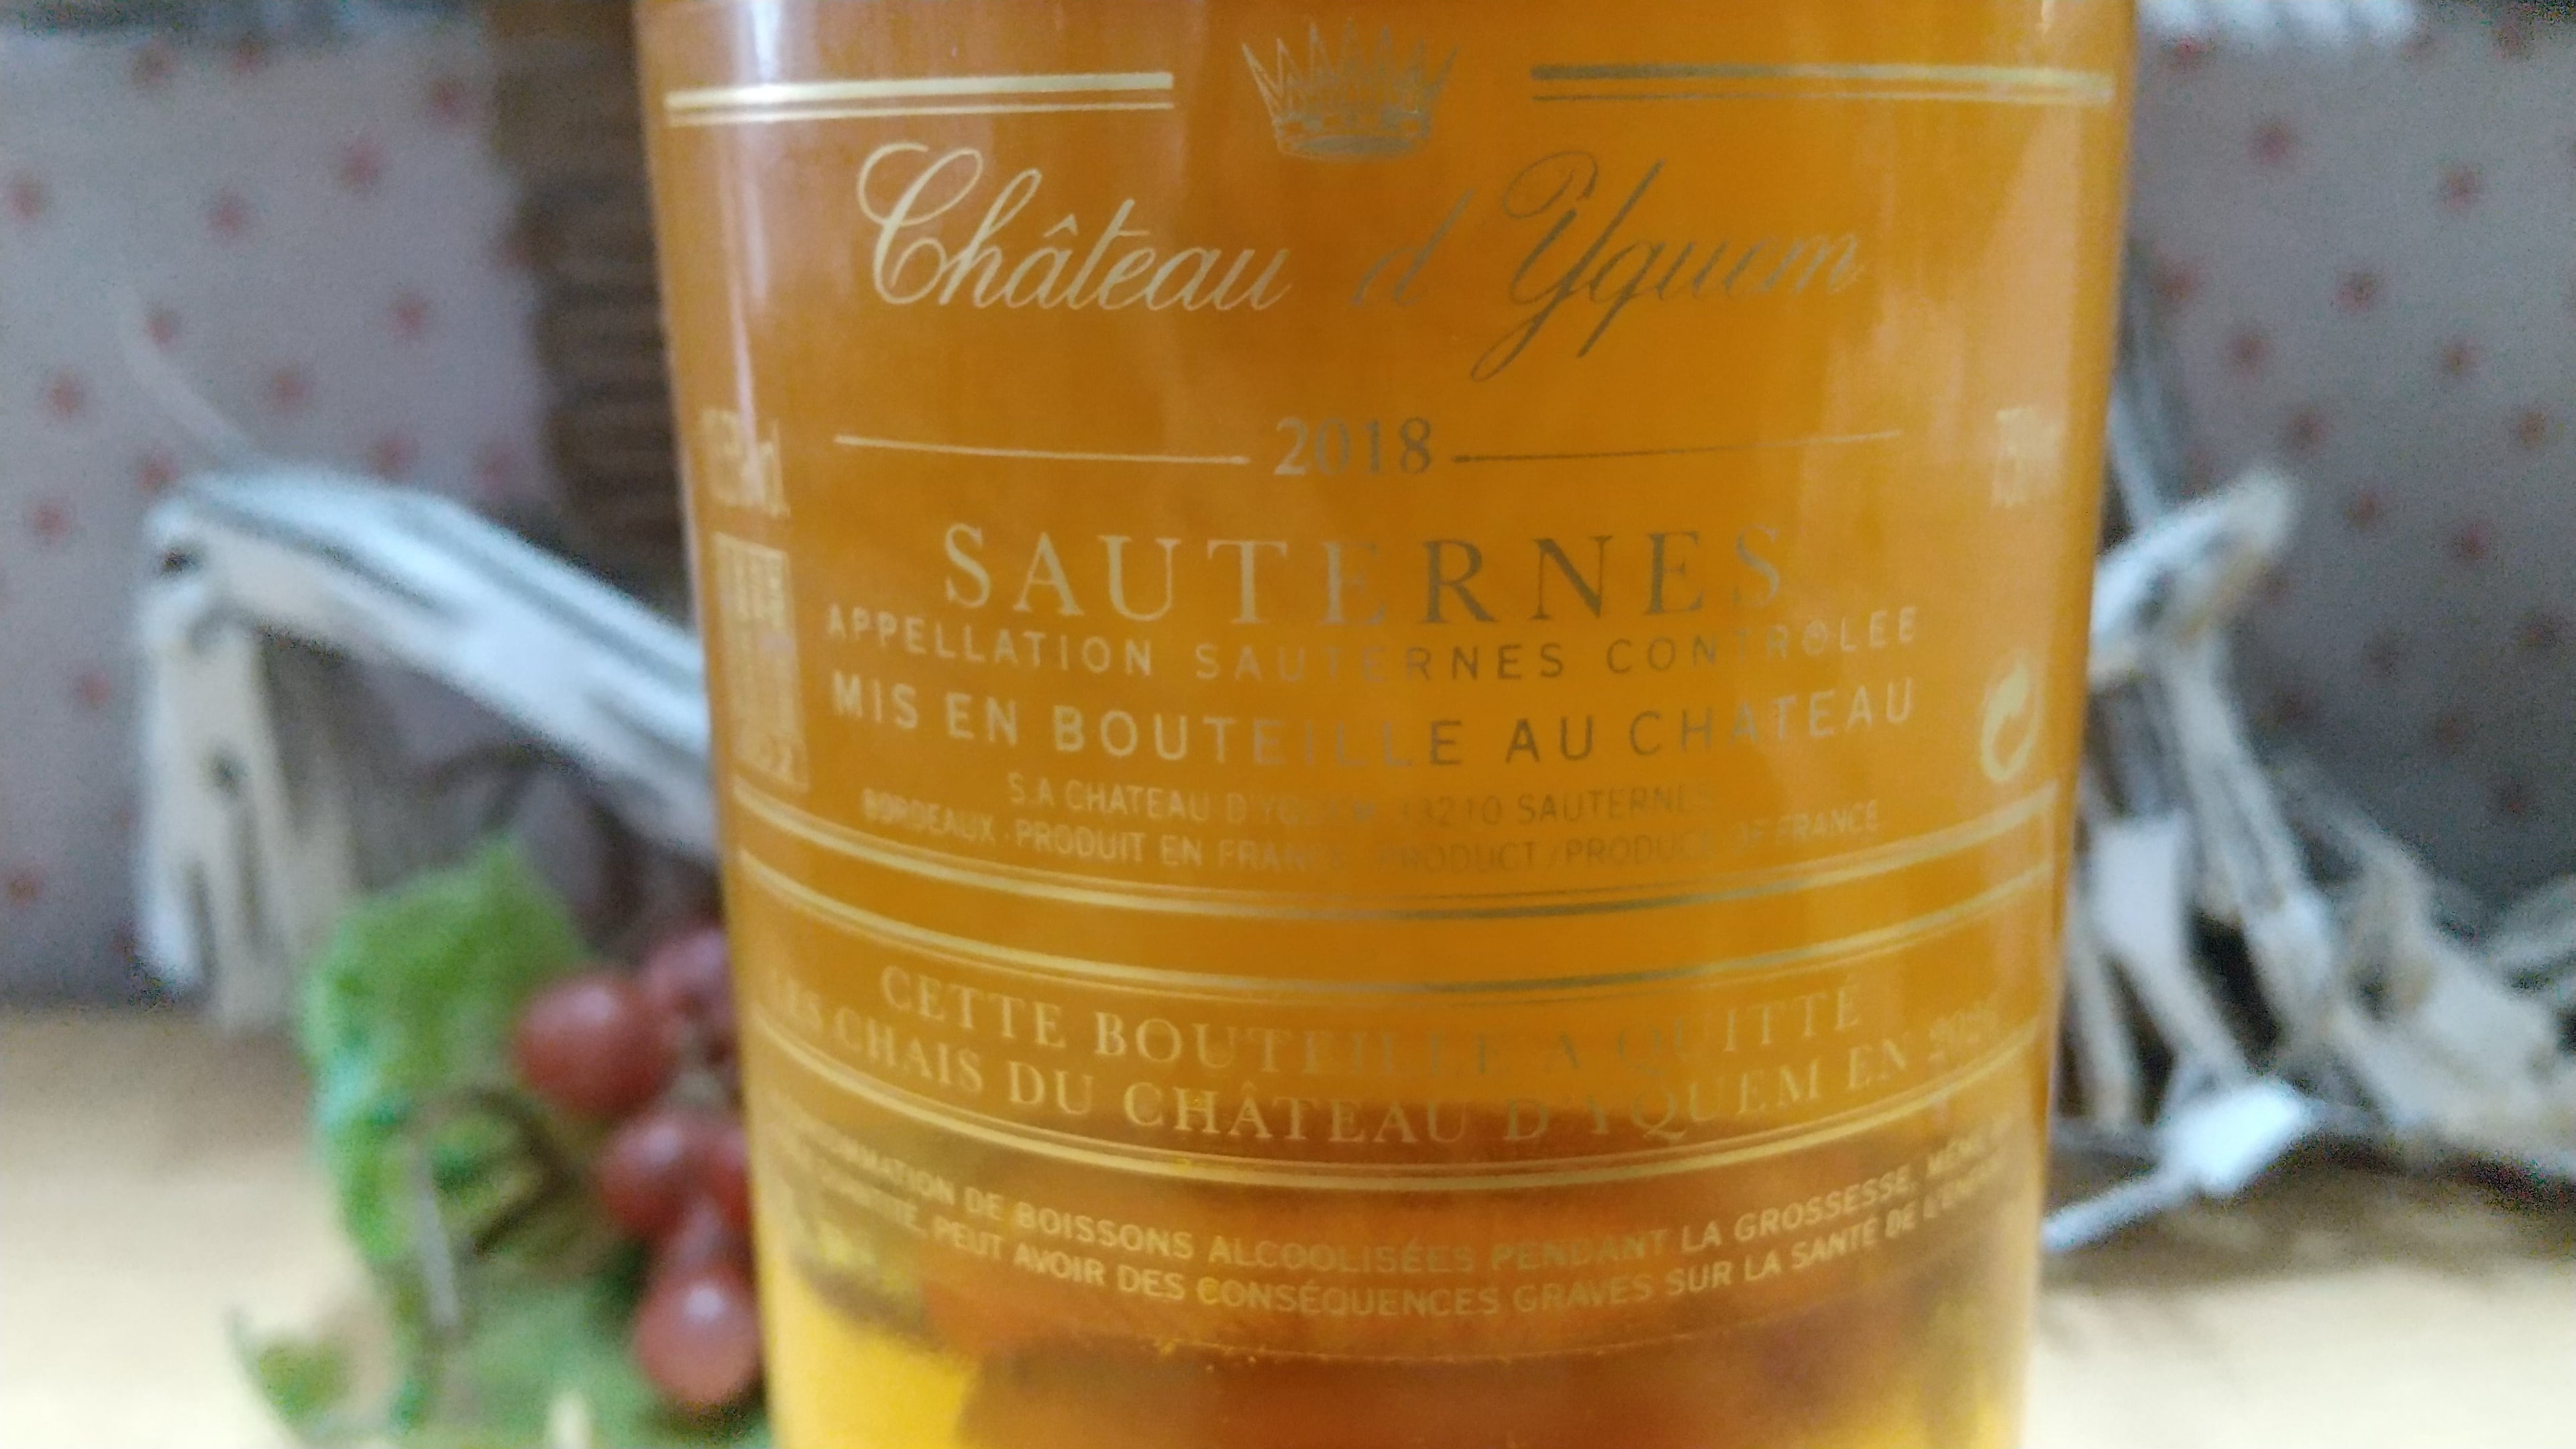 Château d'Yquem
2018
SAUTERNES
APPELLATION SAUTERNES CONTRÔLÉE
MIS EN BOUTEILLE AU CHATEAU
S.A CHATEAU D'YQUEM 33210 SAUTERNES
BORDEAUX . PRODUIT EN FRANCE PRODUCT / PRODUCE OF FRANCE
CETTE BOUTEILLE A QUITTÉ
LES CHAIS DU CHÂTEAU D'YQUEM EN
DE BOISSONS ALCOOLISÉES PENDANT LA GROSSESSE, MÊME
PEUT AVOIR DES CONSÉQUENCES GRAVES SUR LA SANTÉ DE L'ENFANT